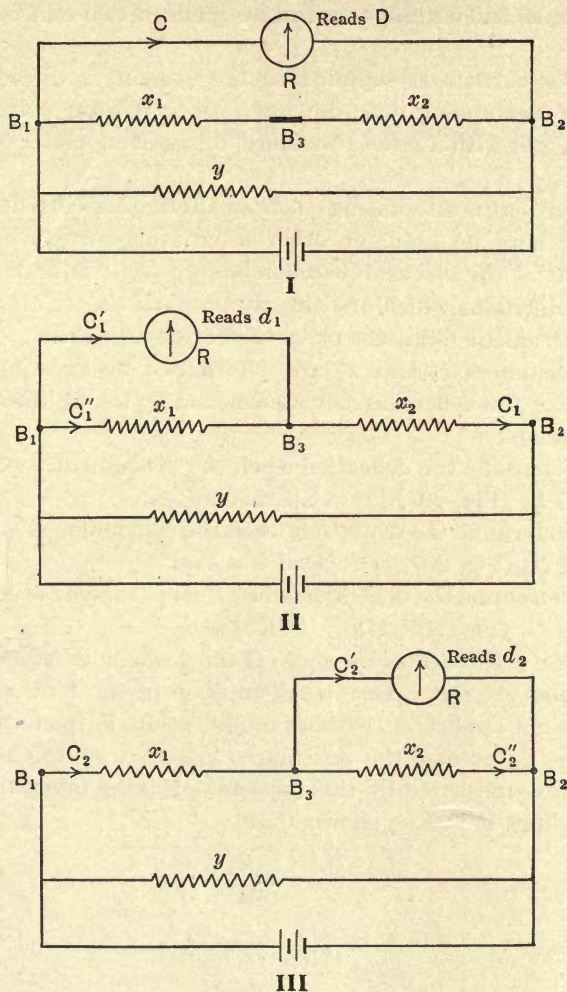 C
Reads D
R
x₁
x₂
B₁
B₃
B₂
y
I
C₁′
Reads d₁
R
C₁″
x₁
x₂
C₁
B₁
B₃
B₂
y
II
C₂′
Reads d₂
R
C₂
x₁
x₂
C₂″
B₁
B₃
B₂
y
III